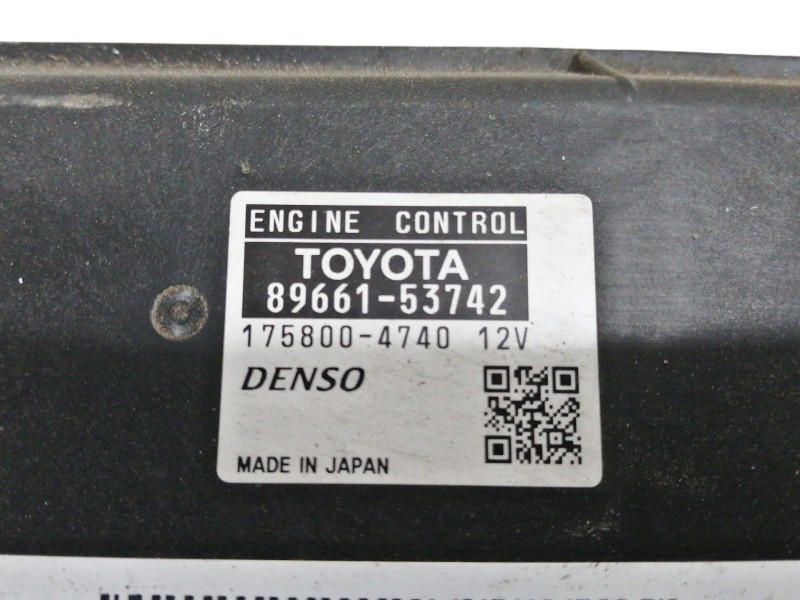 ENGINE CONTROL
TOYOTA
89661-53742
175800-4740 12V
DENSO
MADE IN JAPAN